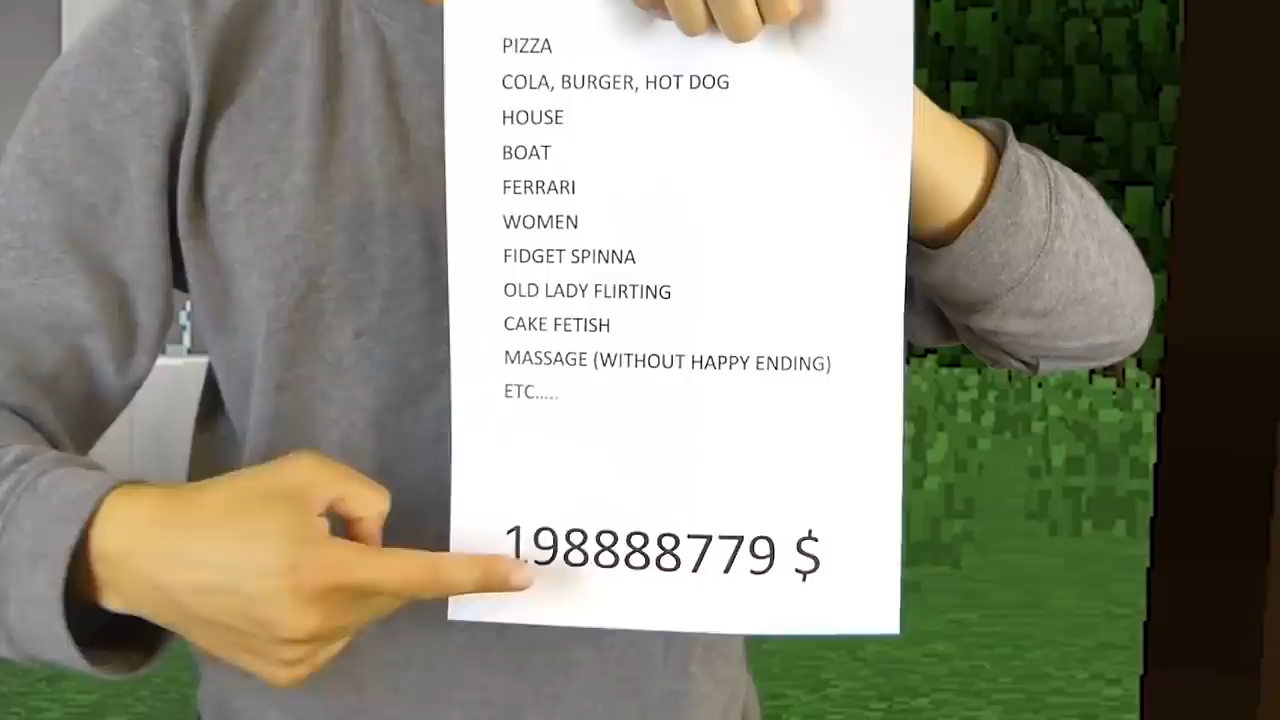 PIZZA
COLA, BURGER, HOT DOG
HOUSE
BOAT
FERRARI
WOMEN
FIDGET SPINNA
OLD LADY FLIRTING
CAKE FETISH
MASSAGE (WITHOUT HAPPY ENDING)
ETC.....
198888779 $